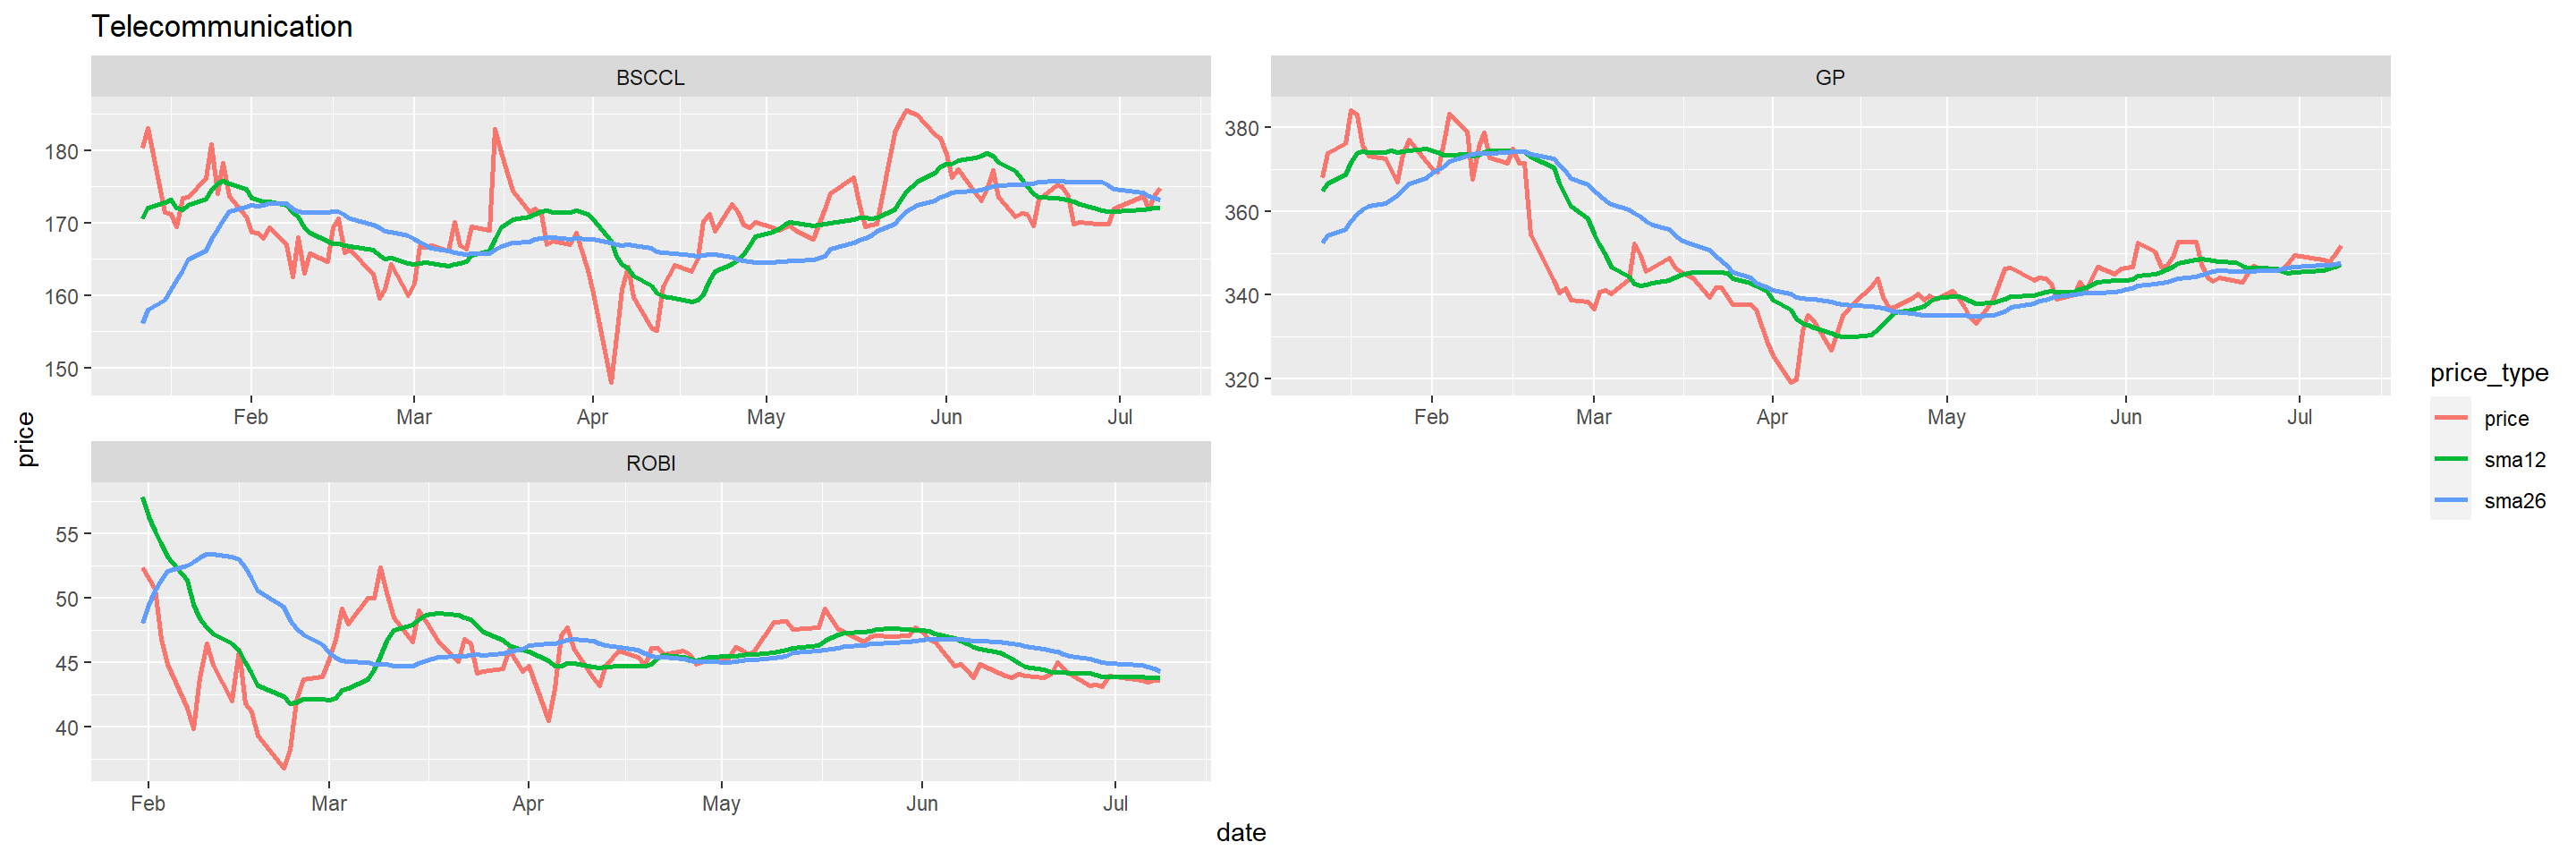 Telecommunication
BSCCL
GP
180
170
160
150
380
360
340
320
Feb Mar Apr May Jun Jul
Feb Mar Apr May Jun Jul
price
ROBI
55
50
45
40
Feb Mar Apr May Jun Jul
date
price_type
price
sma12
sma26